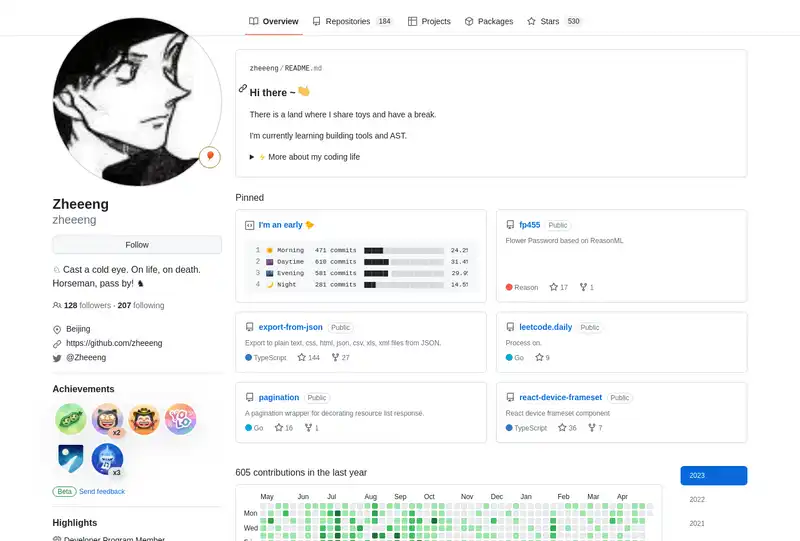 Overview
Repositories 184
Projects
Packages
Stars 530
zheeeng/README.md
Hi there ~
There is a land where I share toys and have a break.
I'm currently learning building tools and AST.
More about my coding life
Zheeeng
zheeeng
Follow
Cast a cold eye. On life, on death.
Horseman, pass by!
128 followers · 207 following
Beijing
https://github.com/zheeeng
@Zheeeng
Achievements
YO
LO
x2
x3
Beta Send feedback
Highlights
Developer Program Member
Pinned
I'm an early
1 Morning 471 commits 24.2%
2 Daytime 610 commits 31.4%
3 Evening 581 commits 29.9%
4 Night 281 commits 14.5%
fp455 Public
Flower Password based on ReasonML
Reason 17 1
export-from-json Public
Export to plain text, css, html, json, csv, xls, xml files from JSON.
TypeScript 144 27
leetcode.daily Public
Process on.
Go 9
pagination Public
A pagination wrapper for decorating resource list response.
Go 16 1
react-device-frameset Public
React device frameset component
TypeScript 36 7
605 contributions in the last year
May Jun Jul Aug Sep Oct Nov Dec Jan Feb Mar Apr
Mon
Wed
2023
2022
2021